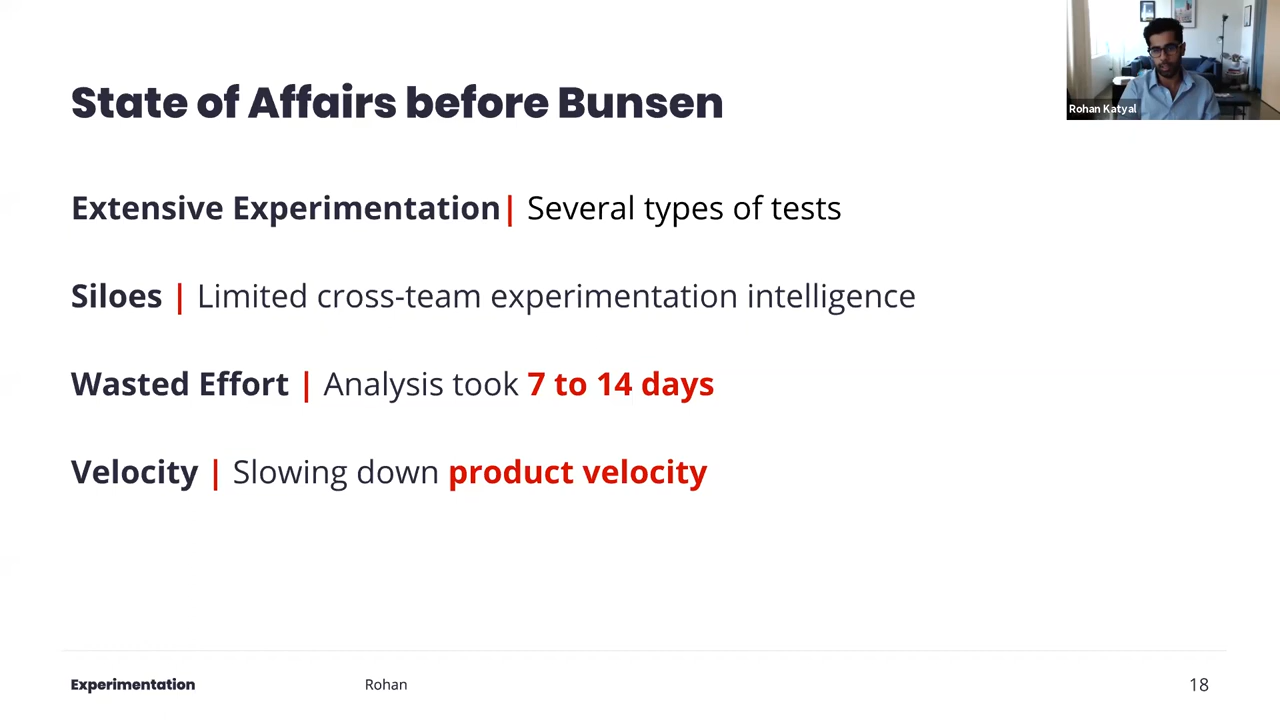 State of Affairs before Bunsen
Rohan Katyal
Extensive Experimentation| Several types of tests
Siloes | Limited cross-team experimentation intelligence
Wasted Effort | Analysis took 7 to 14 days
Velocity | Slowing down product velocity
Experimentation Rohan 18